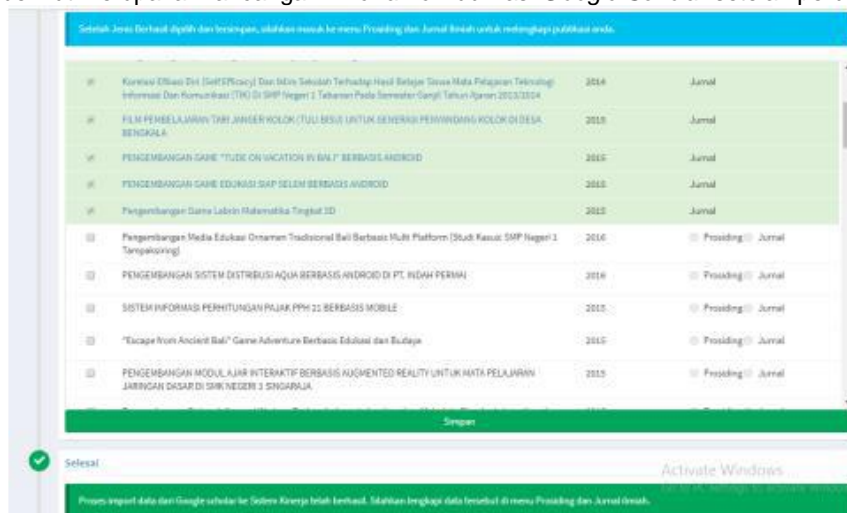 Setelah Jenis Berhasil dipilih dan tersimpan, silahkan masuk ke menu Prosiding dan Jurnal Ilmiah untuk melengkapi publikasi anda.
Korelasi Efikasi Diri (Self Efficacy) Dan Iklim Sekolah Terhadap Hasil Belajar Siswa Mata Pelajaran Teknologi 2014 Jurnal
Informasi Dan Komunikasi (TIK) Di SMP Negeri 1 Tabanan Pada Semester Ganjil Tahun Ajaran 2013/2014
FILM PEMBELAJARAN TARI JANGER KOLOK (TULI BISU) UNTUK GENERASI PENYANDANG KOLOK DI DESA 2015 Jurnal
BENGKALA
PENGEMBANGAN GAME "TUDE ON VACATION IN BALI" BERBASIS ANDROID 2015 Jurnal
PENGEMBANGAN GAME EDUKASI SIAP SELEM BERBASIS ANDROID 2015 Jurnal
Pengembangan Game Labirin Matematika Tingkat SD 2015 Jurnal
Pengembangan Media Edukasi Ornamen Tradisional Bali Berbasis Multi Platform (Studi Kasus: SMP Negeri 1 2016 Prosiding Jurnal
Tampaksiring)
PENGEMBANGAN SISTEM DISTRIBUSI AQUA BERBASIS ANDROID DI PT. INDAH PERMAI 2016 Prosiding Jurnal
SISTEM INFORMASI PERHITUNGAN PAJAK PPH 21 BERBASIS MOBILE 2015 Prosiding Jurnal
"Escape from Ancient Bali" Game Adventure Berbasis Edukasi dan Budaya 2015 Prosiding Jurnal
PENGEMBANGAN MODUL AJAR INTERAKTIF BERBASIS AUGMENTED REALITY UNTUK MATA PELAJARAN 2015 Prosiding Jurnal
JARINGAN DASAR DI SMK NEGERI 3 SINGARAJA
Simpan
Selesai
Activate Windows
Proses import data dari Google scholar ke Sistem Kinerja telah berhasil. Silahkan lengkapi data tersebut di menu Prosiding dan Jurnal Ilmiah.